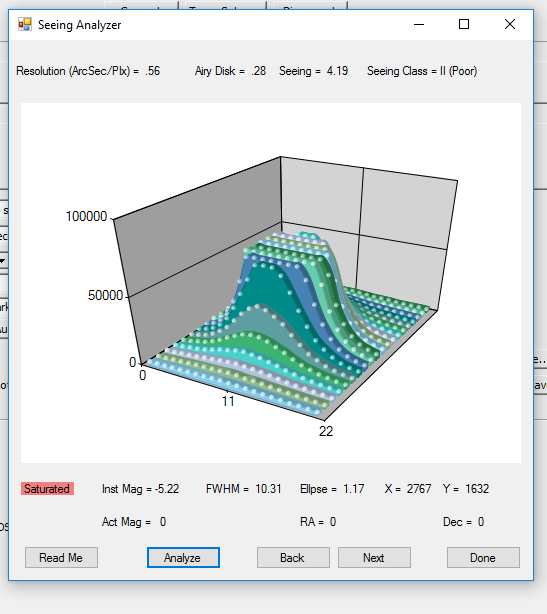 Seeing Analyzer
Resolution (ArcSec/Plx) = .56 Airy Disk = .28 Seeing = 4.19 Seeing Class = II (Poor)
100000
50000
0
0
11
22
Saturated Inst Mag = -5.22 FWHM = 10.31 Ellpse = 1.17 X = 2767 Y = 1632
Act Mag = 0 RA = 0 Dec = 0
Read Me Analyze Back Next Done